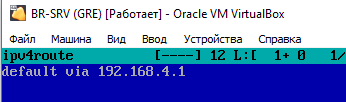 BR-SRV (GRE) [Работает] - Oracle VM VirtualBox
Файл Машина Вид Ввод Устройства Справка
ipv4route [----] 12 L:[ 1+ 0 1/
default via 192.168.4.1